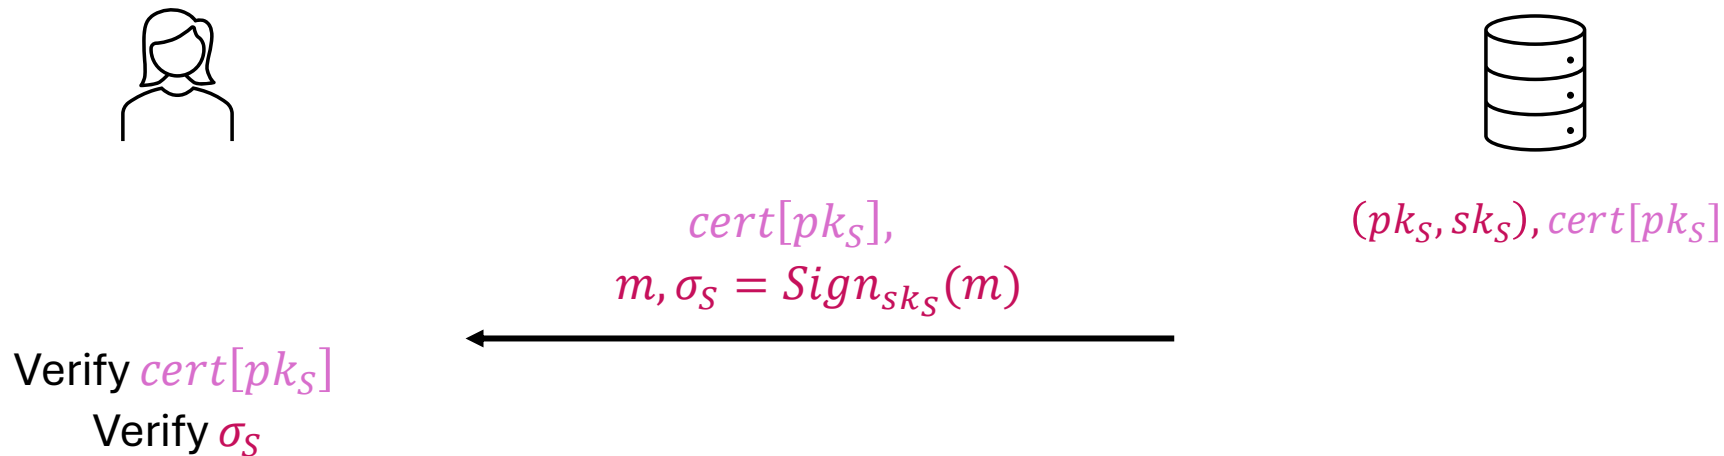 cert[pk_S],
m, σ_S = Sign_{sk_S}(m)
(pk_S, sk_S), cert[pk_S]
Verify cert[pk_S]
Verify σ_S